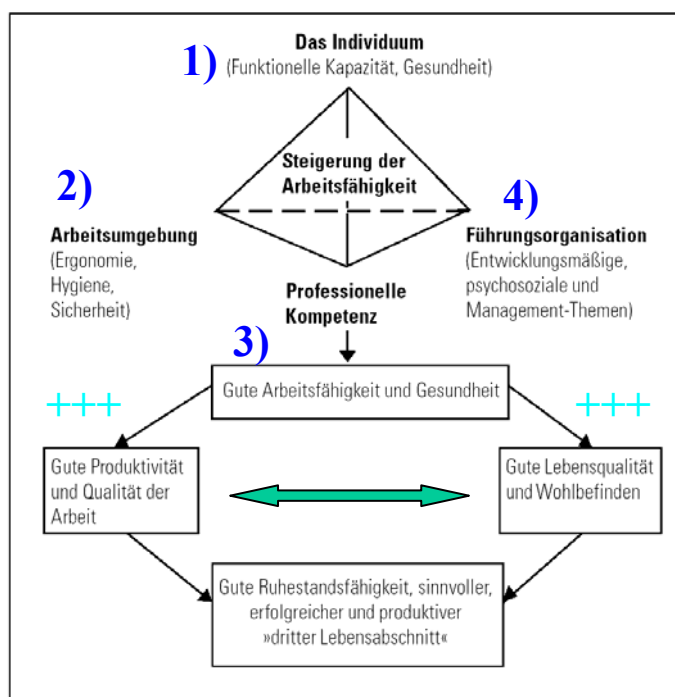 Das Individuum
1)
(Funktionelle Kapazität, Gesundheit)
Steigerung der
Arbeitsfähigkeit
2)
Arbeitsumgebung
(Ergonomie,
Hygiene,
Sicherheit)
4)
Führungsorganisation
(Entwicklungsmäßige,
psychosoziale und
Management-Themen)
Professionelle
Kompetenz
3)
Gute Arbeitsfähigkeit und Gesundheit
+++
+++
Gute Produktivität
und Qualität der
Arbeit
Gute Lebensqualität
und Wohlbefinden
Gute Ruhestandsfähigkeit, sinnvoller,
erfolgreicher und produktiver
»dritter Lebensabschnitt«